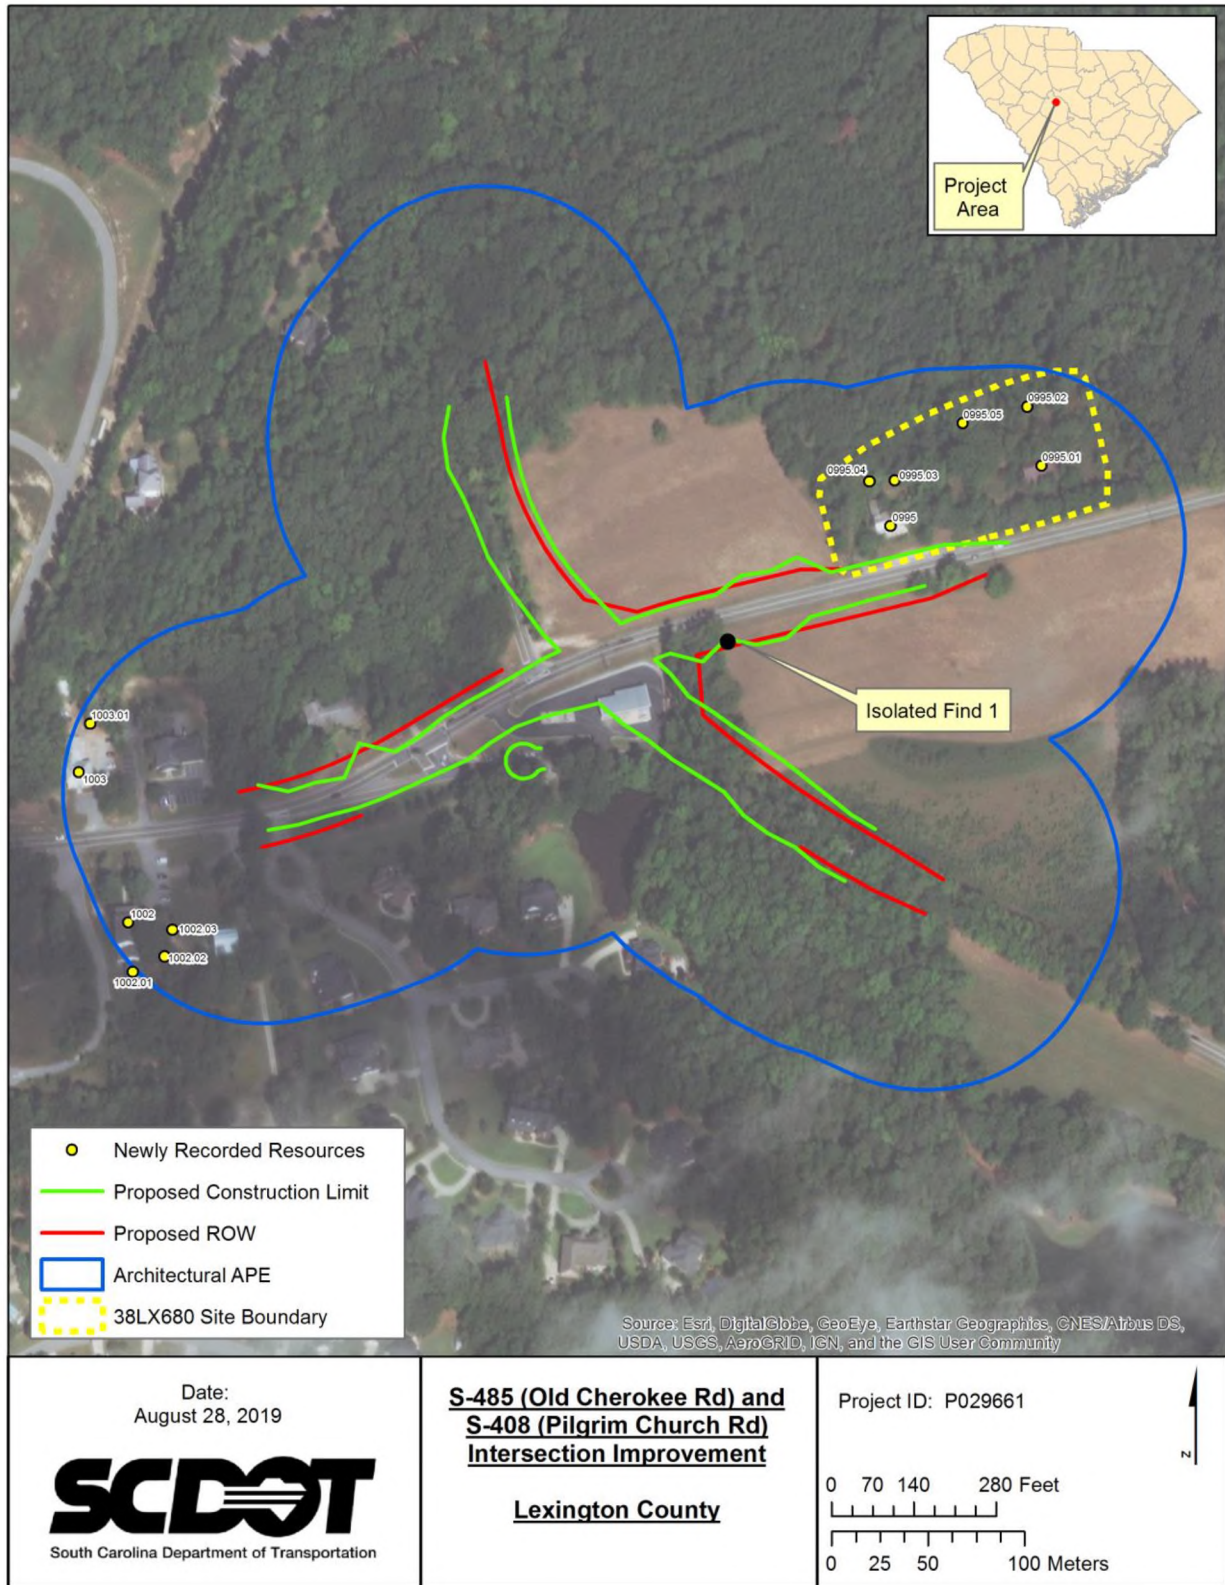 Project
Area
0995.02
0995.05
0995.01
0995.04
0995.03
0995
Isolated Find 1
1003.01
1003
1002
1002.03
1002.02
1002.01
Newly Recorded Resources
Proposed Construction Limit
Proposed ROW
Architectural APE
38LX680 Site Boundary
Source: Esri, DigitalGlobe, GeoEye, Earthstar Geographics, CNES/Airbus DS,
USDA, USGS, AeroGRID, IGN, and the GIS User Community
Date:
August 28, 2019
SCDOT
South Carolina Department of Transportation
S-485 (Old Cherokee Rd) and
S-408 (Pilgrim Church Rd)
Intersection Improvement
Lexington County
Project ID: P029661
N
0 70 140 280 Feet
0 25 50 100 Meters